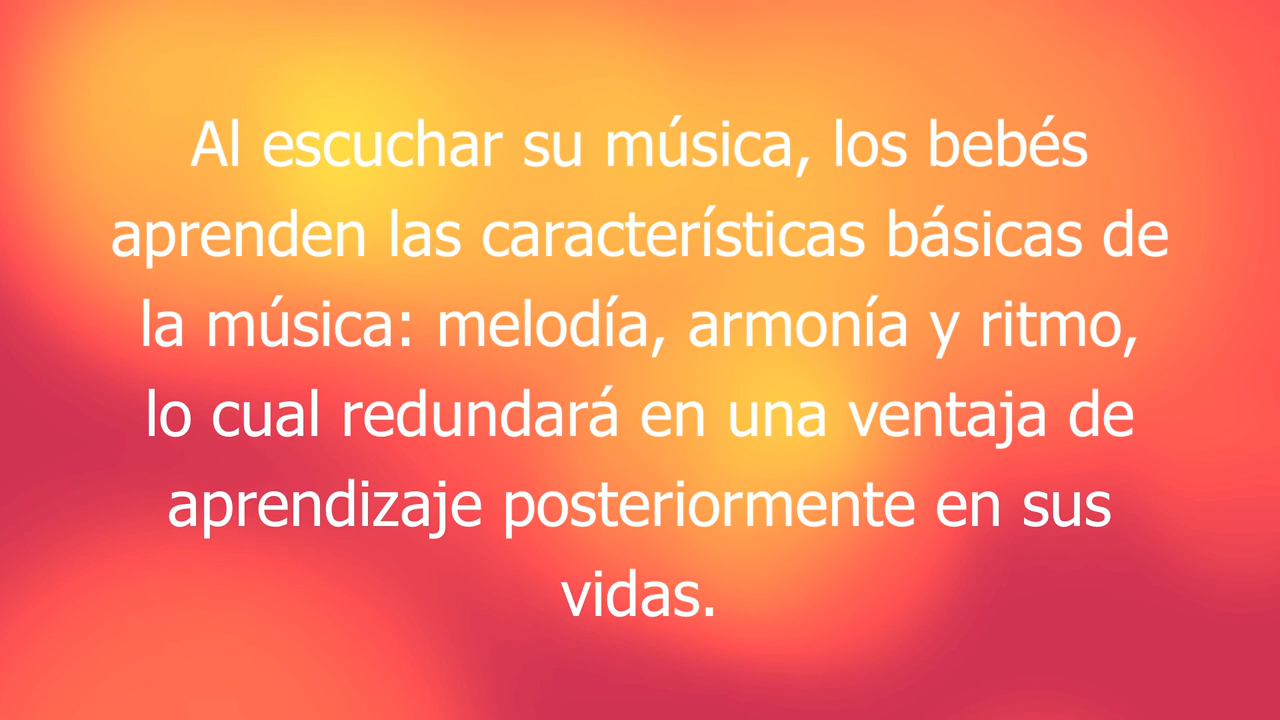 Al escuchar su música, los bebés
aprenden las características básicas de
la música: melodía, armonía y ritmo,
lo cual redundará en una ventaja de
aprendizaje posteriormente en sus
vidas.